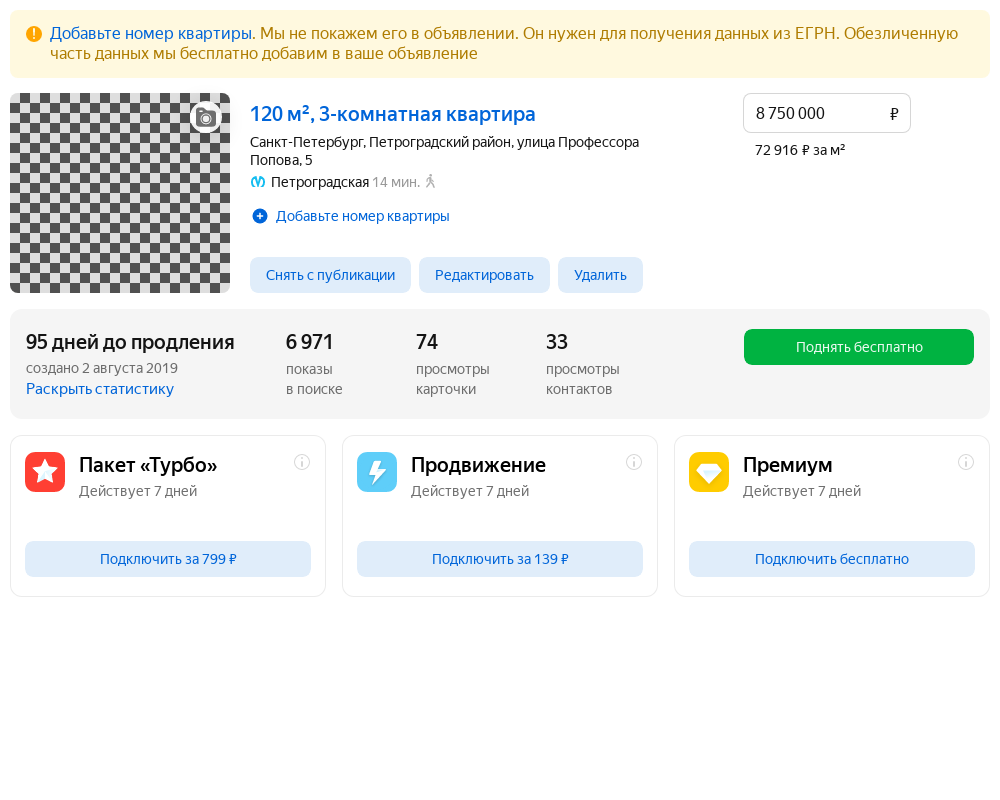 Добавьте номер квартиры. Мы не покажем его в объявлении. Он нужен для получения данных из ЕГРН. Обезличенную
часть данных мы бесплатно добавим в ваше объявление
120 м², 3-комнатная квартира
8 750 000 ₽
Санкт-Петербург, Петроградский район, улица Профессора
Попова, 5
72 916 ₽ за м²
Петроградская 14 мин.
Добавьте номер квартиры
Снять с публикации
Редактировать
Удалить
95 дней до продления
создано 2 августа 2019
Раскрыть статистику
6 971
показы
в поиске
74
просмотры
карточки
33
просмотры
контактов
Поднять бесплатно
Пакет «Турбо»
Действует 7 дней
Подключить за 799 ₽
Продвижение
Действует 7 дней
Подключить за 139 ₽
Премиум
Действует 7 дней
Подключить бесплатно